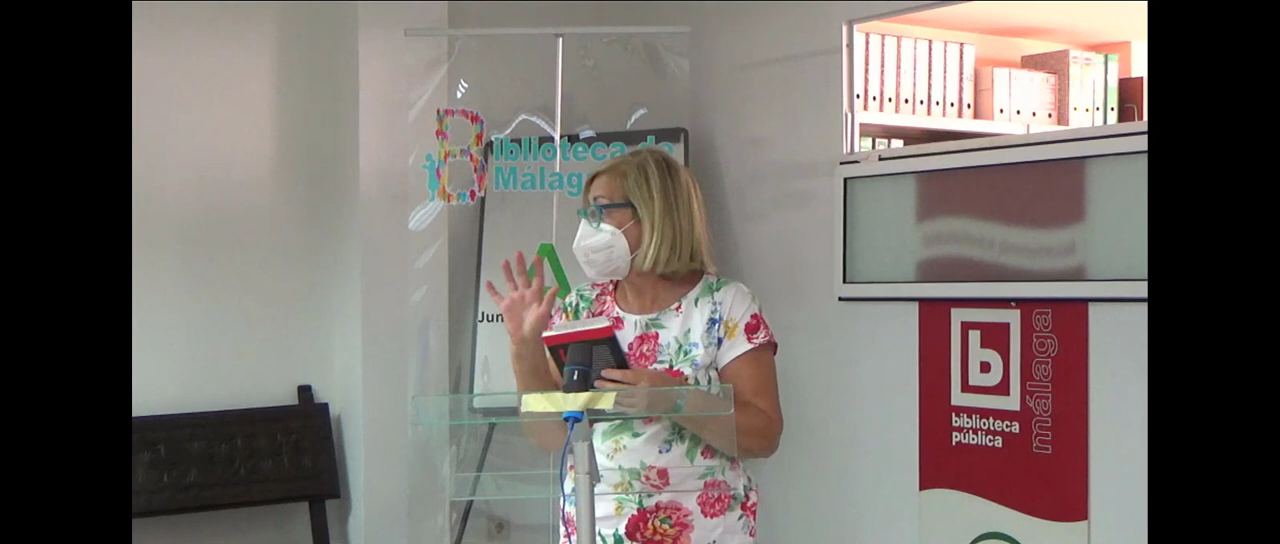 Biblioteca de
Málaga
Jun
b
málaga
biblioteca
pública